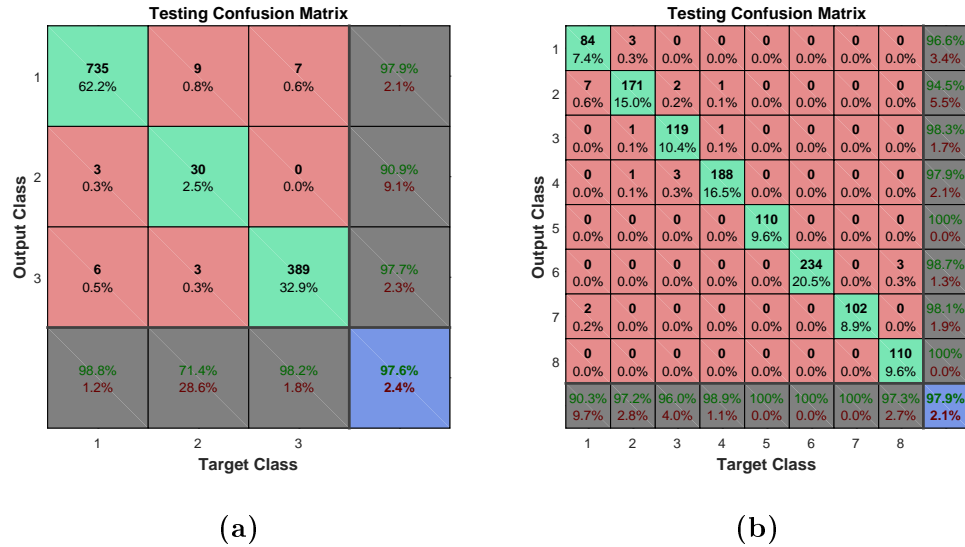 Testing Confusion Matrix
1 735 9 7 97.9%
62.2% 0.8% 0.6% 2.1%
2 3 30 0 90.9%
0.3% 2.5% 0.0% 9.1%
3 6 3 389 97.7%
0.5% 0.3% 32.9% 2.3%
98.8% 71.4% 98.2% 97.6%
1.2% 28.6% 1.8% 2.4%
1 2 3
Target Class
Output Class
(a)
Testing Confusion Matrix
1 84 3 0 0 0 0 0 0 96.6%
7.4% 0.3% 0.0% 0.0% 0.0% 0.0% 0.0% 0.0% 3.4%
2 7 171 2 1 0 0 0 0 94.5%
0.6% 15.0% 0.2% 0.1% 0.0% 0.0% 0.0% 0.0% 5.5%
3 0 1 119 1 0 0 0 0 98.3%
0.0% 0.1% 10.4% 0.1% 0.0% 0.0% 0.0% 0.0% 1.7%
4 0 1 3 188 0 0 0 0 97.9%
0.0% 0.1% 0.3% 16.5% 0.0% 0.0% 0.0% 0.0% 2.1%
5 0 0 0 0 110 0 0 0 100%
0.0% 0.0% 0.0% 0.0% 9.6% 0.0% 0.0% 0.0% 0.0%
6 0 0 0 0 0 234 0 3 98.7%
0.0% 0.0% 0.0% 0.0% 0.0% 20.5% 0.0% 0.3% 1.3%
7 2 0 0 0 0 0 102 0 98.1%
0.2% 0.0% 0.0% 0.0% 0.0% 0.0% 8.9% 0.0% 1.9%
8 0 0 0 0 0 0 0 110 100%
0.0% 0.0% 0.0% 0.0% 0.0% 0.0% 0.0% 9.6% 0.0%
90.3% 97.2% 96.0% 98.9% 100% 100% 100% 97.3% 97.9%
9.7% 2.8% 4.0% 1.1% 0.0% 0.0% 0.0% 2.7% 2.1%
1 2 3 4 5 6 7 8
Target Class
Output Class
(b)